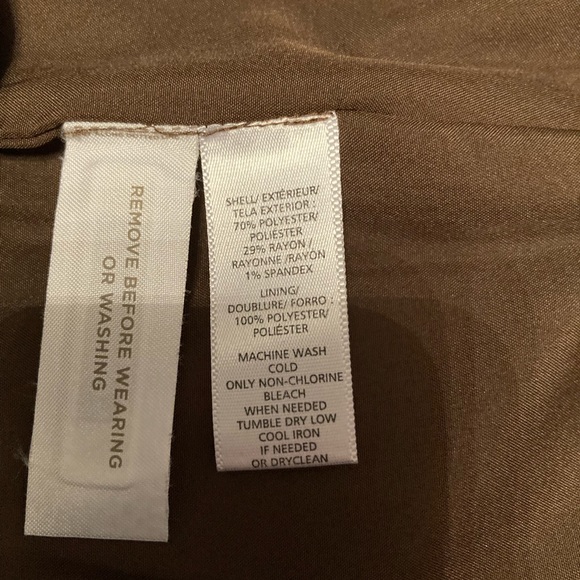 REMOVE BEFORE WEARING
OR WASHING
SHELL/ EXTÉRIEUR/
TELA EXTERIOR :
70% POLYESTER/
POLIÉSTER
29% RAYON /
RAYONNE /RAYON
1% SPANDEX
LINING/
DOUBLURE/ FORRO :
100% POLYESTER/
POLIÉSTER
MACHINE WASH
COLD
ONLY NON-CHLORINE
BLEACH
WHEN NEEDED
TUMBLE DRY LOW
COOL IRON
IF NEEDED
OR DRYCLEAN